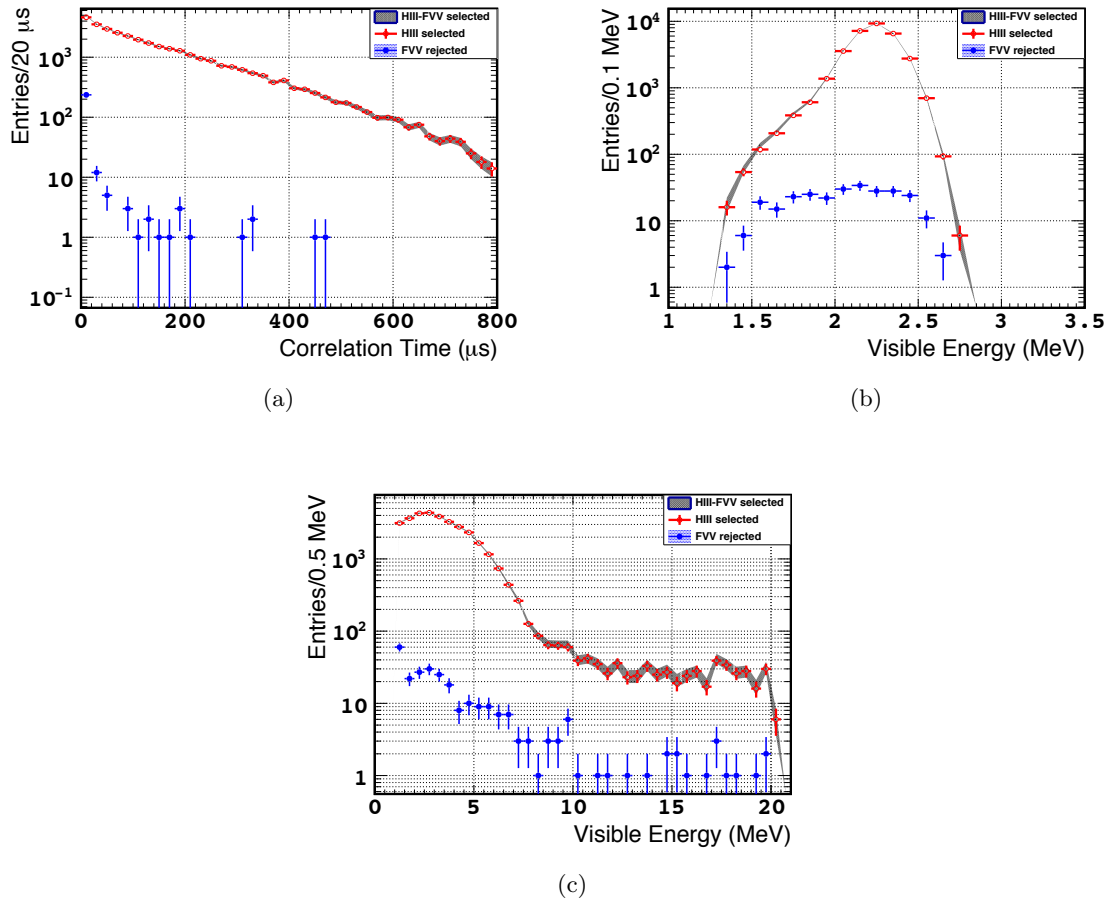 HIII-FVV selected
HIII selected
FVV rejected
Entries/20 μs
10³
10²
10
1
10⁻¹
0 200 400 600 800
Correlation Time (μs)
(a)
HIII-FVV selected
HIII selected
FVV rejected
Entries/0.1 MeV
10⁴
10³
10²
10
1
1 1.5 2 2.5 3 3.5
Visible Energy (MeV)
(b)
HIII-FVV selected
HIII selected
FVV rejected
Entries/0.5 MeV
10³
10²
10
1
0 5 10 15 20
Visible Energy (MeV)
(c)